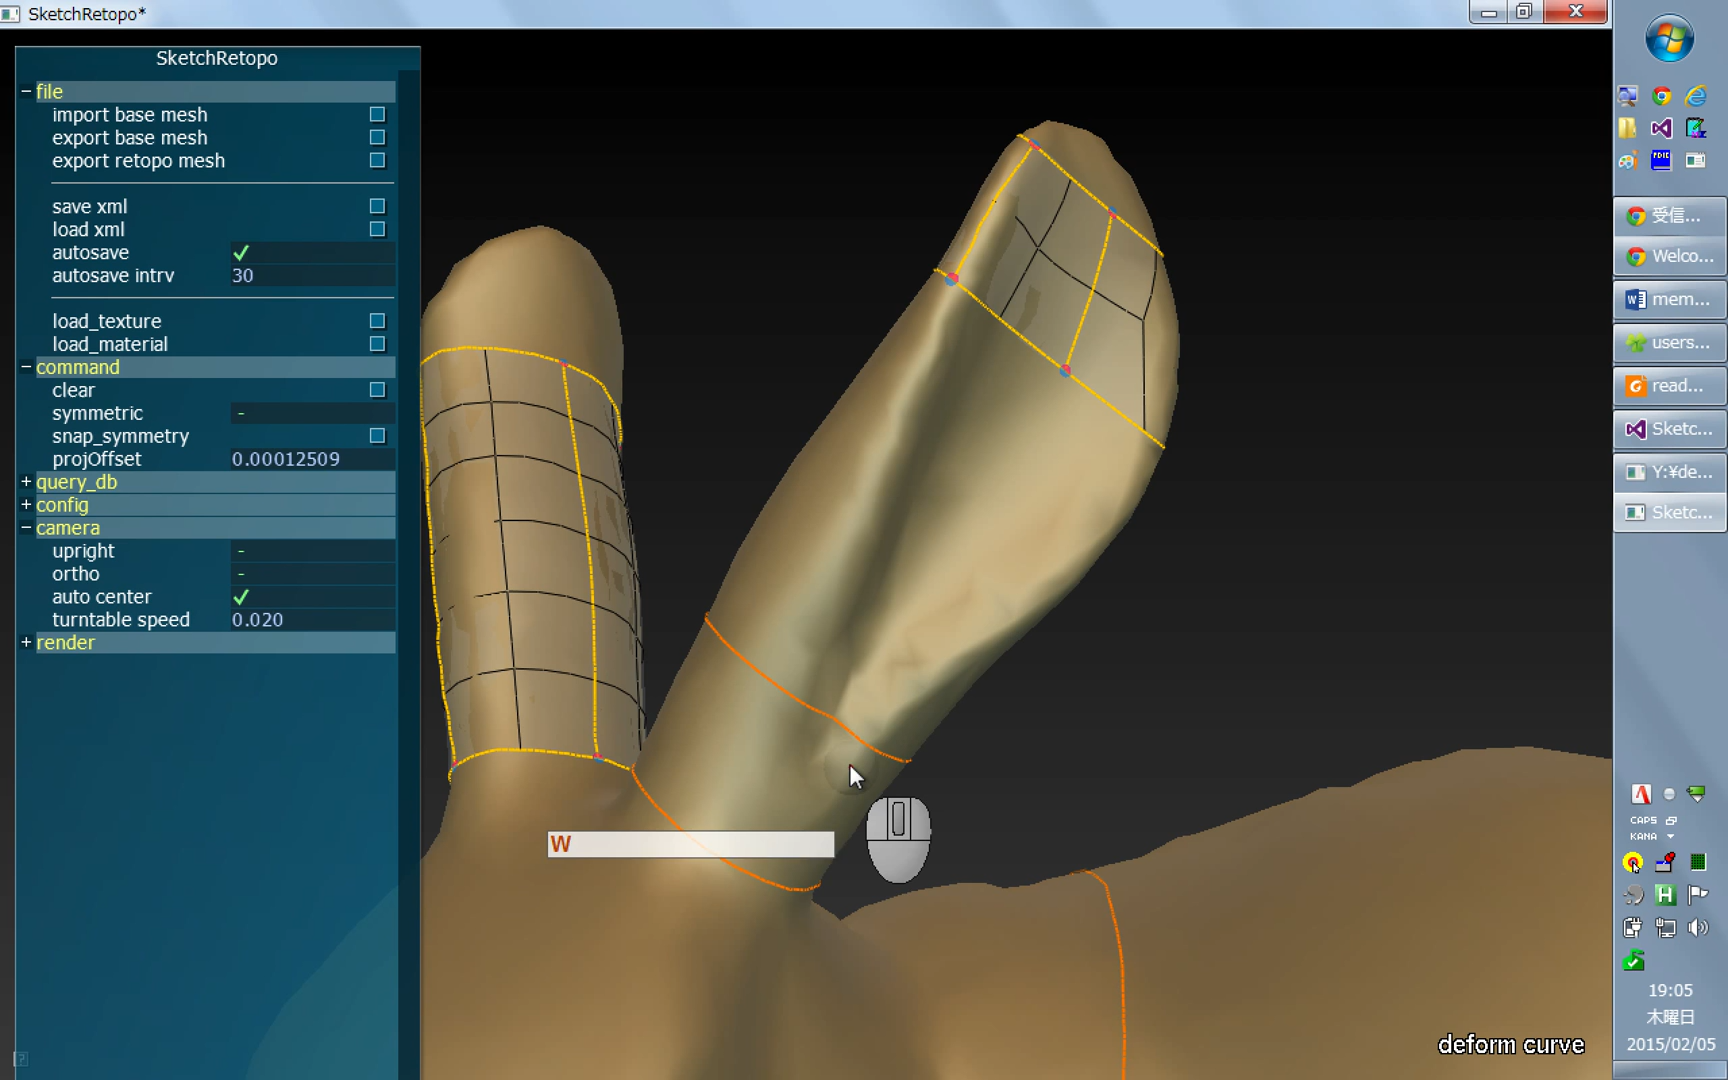 SketchRetopo*
SketchRetopo
− file
import base mesh
export base mesh
export retopo mesh
save xml
load xml
autosave
autosave intrv 30
load_texture
load_material
− command
clear
symmetric -
snap_symmetry
projOffset 0.00012509
+ query_db
+ config
− camera
upright -
ortho -
auto center
turntable speed 0.020
+ render
W
deform curve
受信...
Welco...
mem...
users...
read...
Sketc...
Y:¥de...
Sketc...
CAPS
KANA
19:05
木曜日
2015/02/05